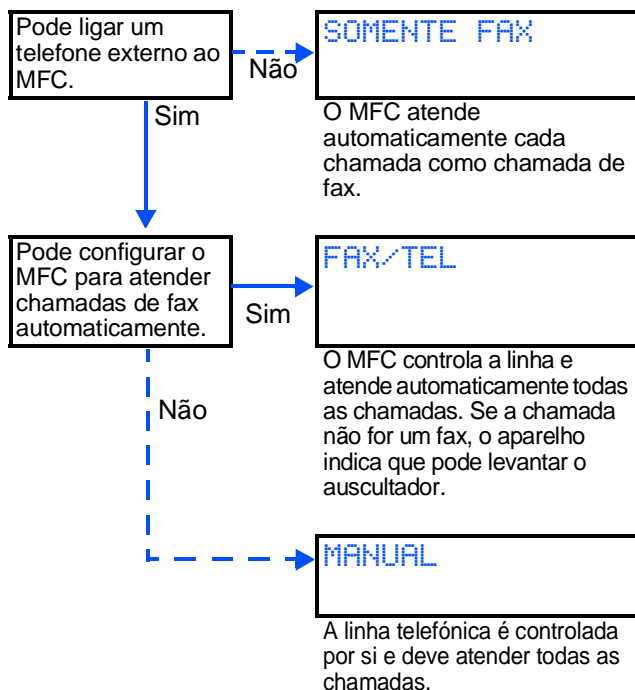 Pode ligar um
telefone externo ao
MFC.
Não
SOMENTE FAX
Sim
O MFC atende
automaticamente cada
chamada como chamada de
fax.
Pode configurar o
MFC para atender
chamadas de fax
automaticamente.
Sim
FAX/TEL
Não
O MFC controla a linha e
atende automaticamente todas
as chamadas. Se a chamada
não for um fax, o aparelho
indica que pode levantar o
auscultador.
MANUAL
A linha telefónica é controlada
por si e deve atender todas as
chamadas.